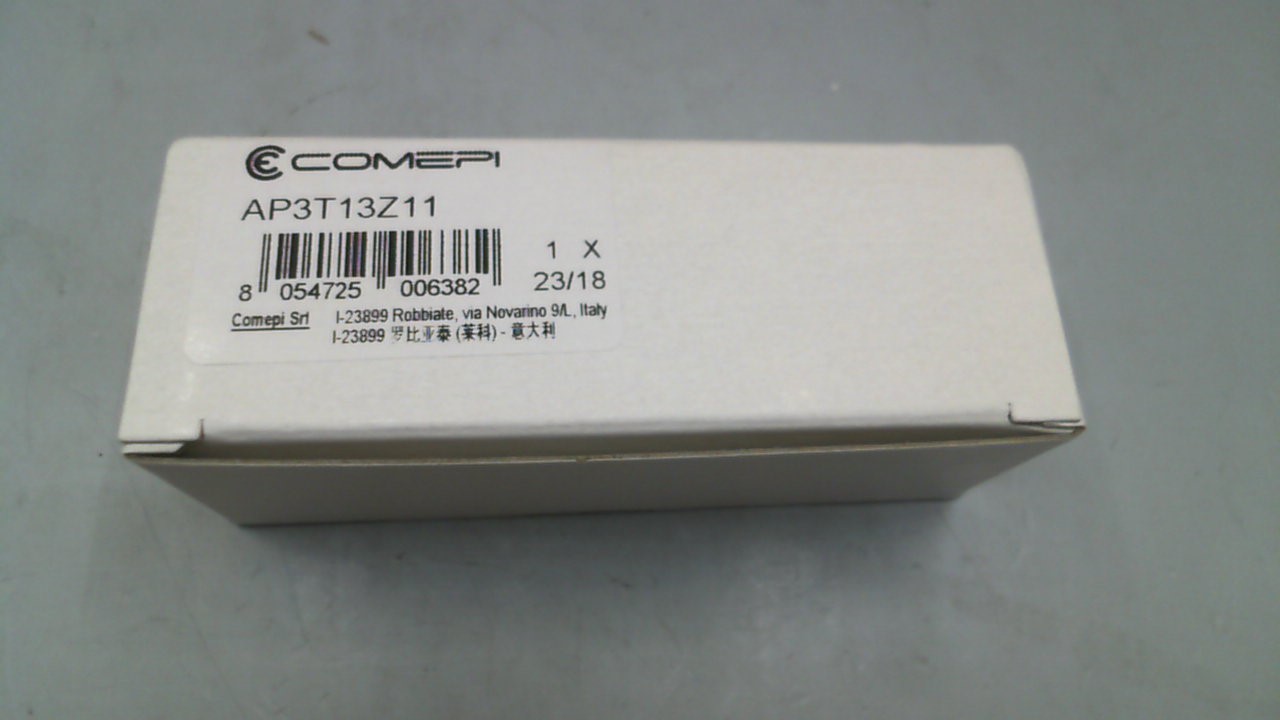 COMEPI
AP3T13Z11
1 X
23/18
8 054725 006382
Comepi Srl I-23899 Robbiate, via Novarino 9/L, Italy
I-23899 罗比亚泰 (莱科) - 意大利